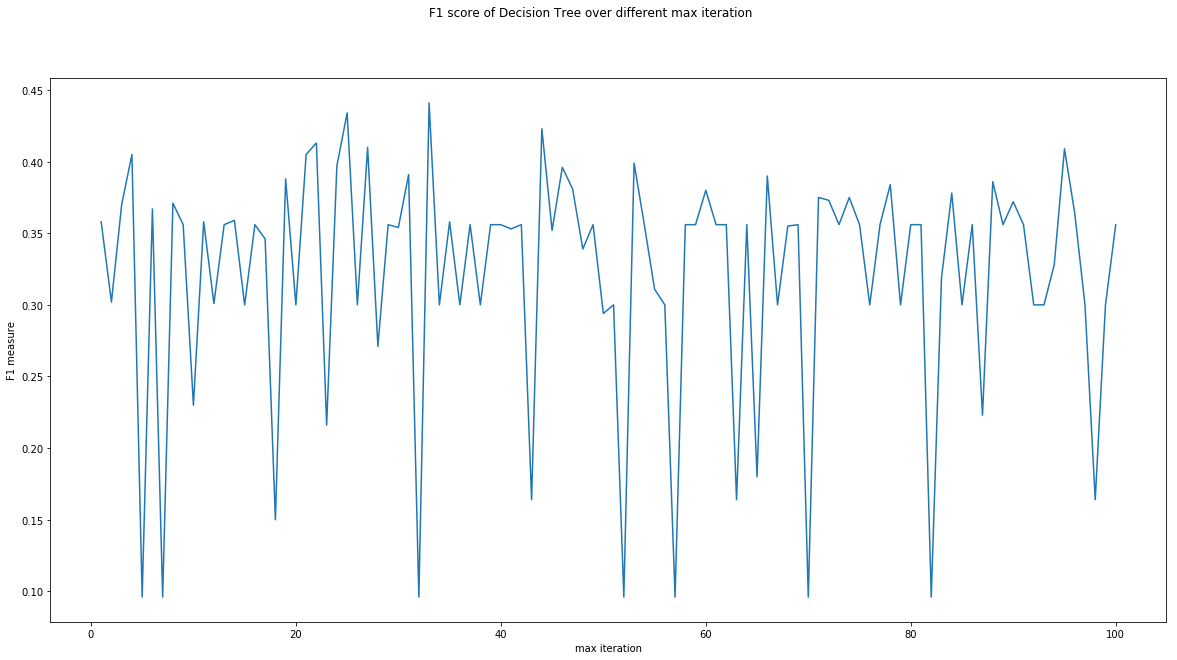 F1 score of Decision Tree over different max iteration
0.45
0.40
0.35
0.30
0.25
0.20
0.15
0.10
F1 measure
0 20 40 60 80 100
max iteration